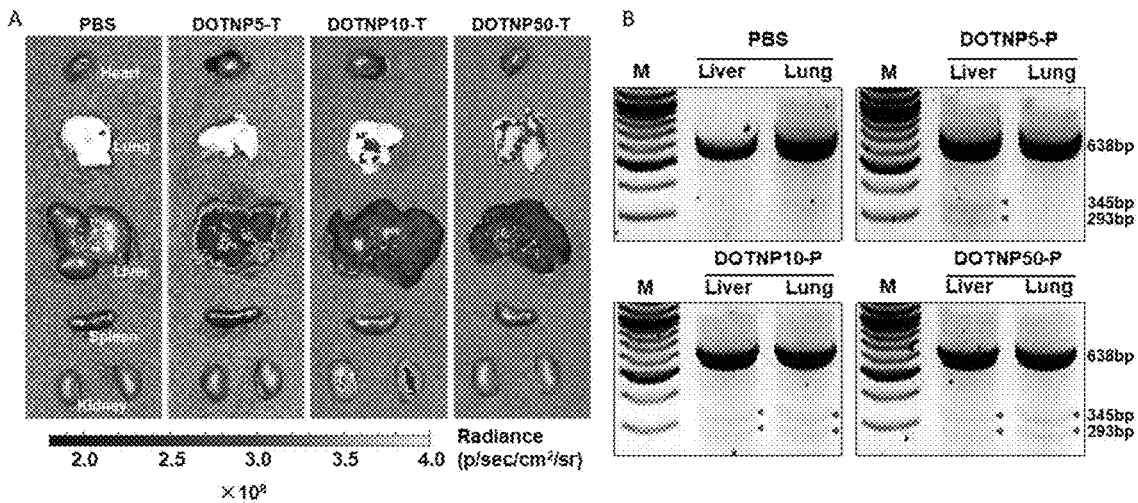 A
PBS DOTNP5-T DOTNP10-T DOTNP50-T
Heart
Lung
Liver
Spleen
Kidney
2.0 2.5 3.0 3.5 4.0
Radiance
(p/sec/cm²/sr)
B
PBS DOTNP5-P
M Liver Lung M Liver Lung
638bp
345bp
293bp
DOTNP10-P DOTNP50-P
M Liver Lung M Liver Lung
638bp
345bp
293bp